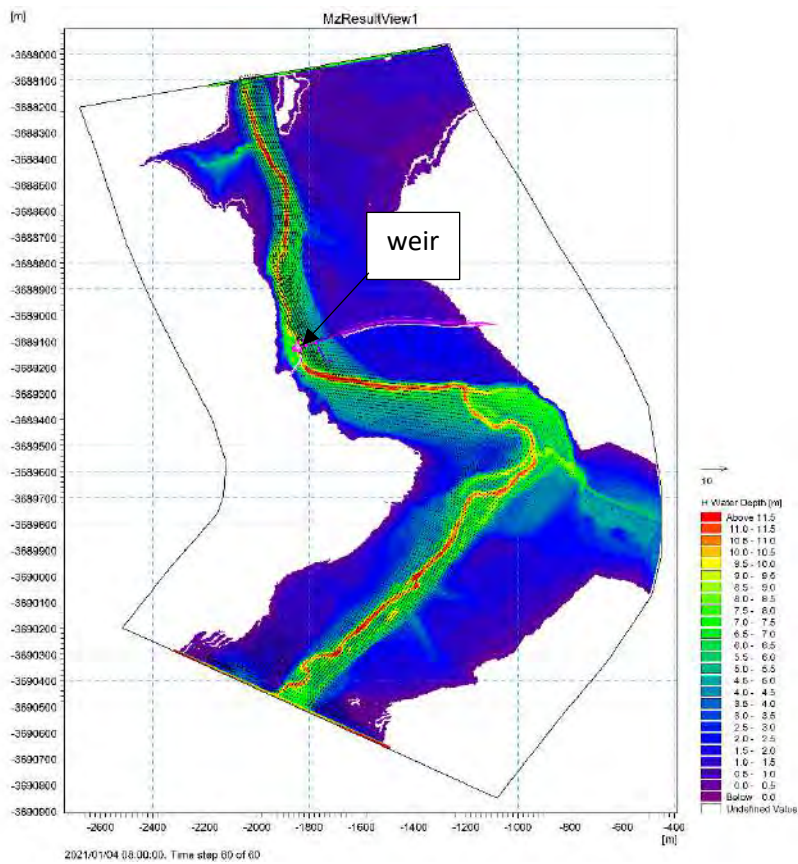 [m]
MzResultView1
-3688000
-3688100
-3688200
-3688300
-3688400
-3688500
-3688600
-3688700
-3688800
-3688900
-3689000
-3689100
-3689200
-3689300
-3689400
-3689500
-3689600
-3689700
-3689800
-3689900
-3690000
-3690100
-3690200
-3690300
-3690400
-3690500
-3690600
-3690700
-3690800
-3690900
weir
10.
H Water Depth [m]
Above 11.5
11.0 - 11.5
10.5 - 11.0
10.0 - 10.5
9.5 - 10.0
9.0 - 9.5
8.5 - 9.0
8.0 - 8.5
7.5 - 8.0
7.0 - 7.5
6.5 - 7.0
6.0 - 6.5
5.5 - 6.0
5.0 - 5.5
4.5 - 5.0
4.0 - 4.5
3.5 - 4.0
3.0 - 3.5
2.5 - 3.0
2.0 - 2.5
1.5 - 2.0
1.0 - 1.5
0.5 - 1.0
0.0 - 0.5
Below 0.0
Undefined Value
-2600 -2400 -2200 -2000 -1800 -1600 -1400 -1200 -1000 -800 -600 -400
[m]
2021/01/04 08:00:00, Time step 60 of 60